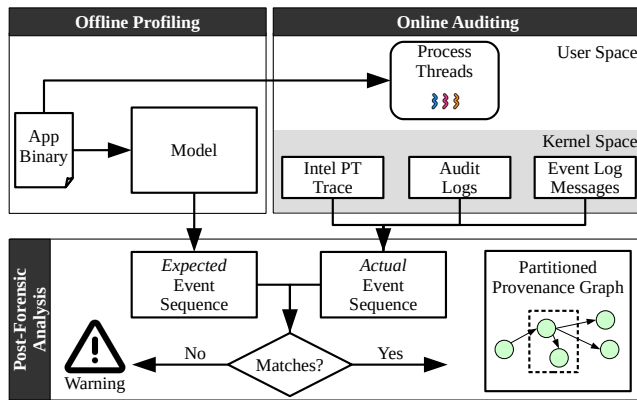 Offline Profiling
Online Auditing
Process
Threads
User Space
App
Binary
Model
Kernel Space
Intel PT
Trace
Audit
Logs
Event Log
Messages
Post-Forensic
Analysis
Expected
Event
Sequence
Actual
Event
Sequence
Partitioned
Provenance Graph
No
Matches?
Yes
Warning